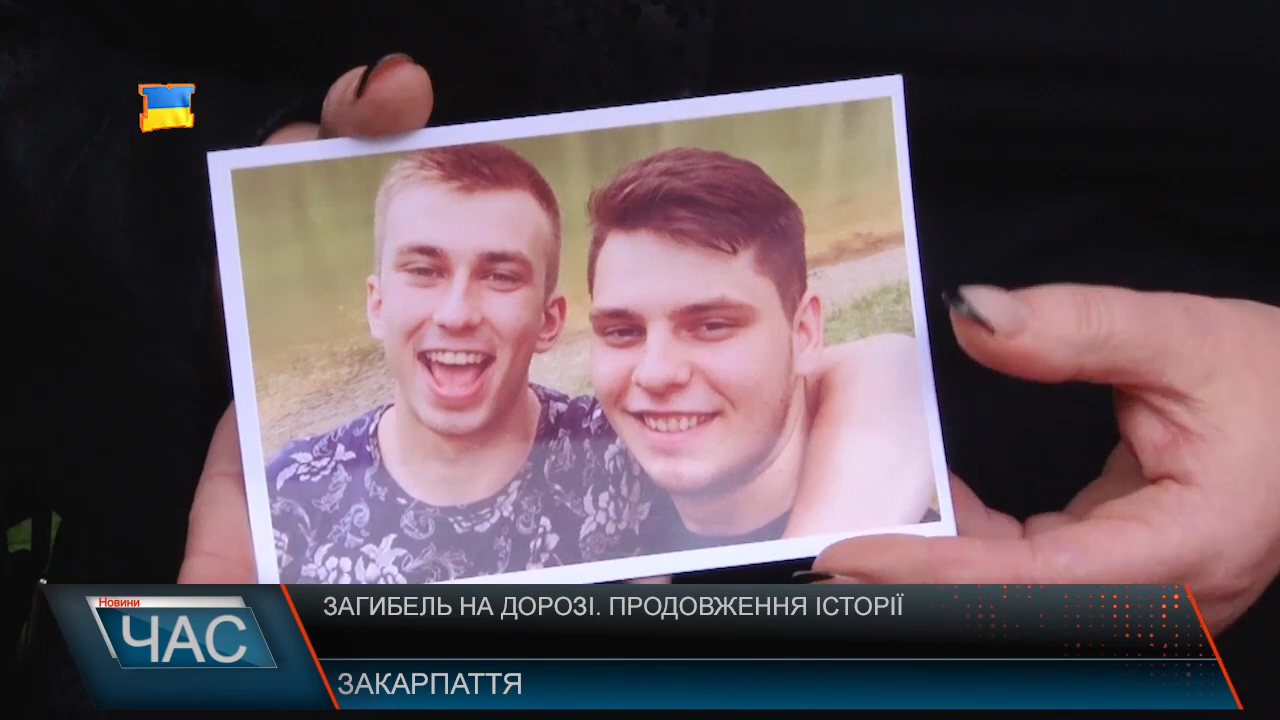 Новини
ЧАС
ЗАГИБЕЛЬ НА ДОРОЗІ. ПРОДОВЖЕННЯ ІСТОРІЇ
ЗАКАРПАТТЯ